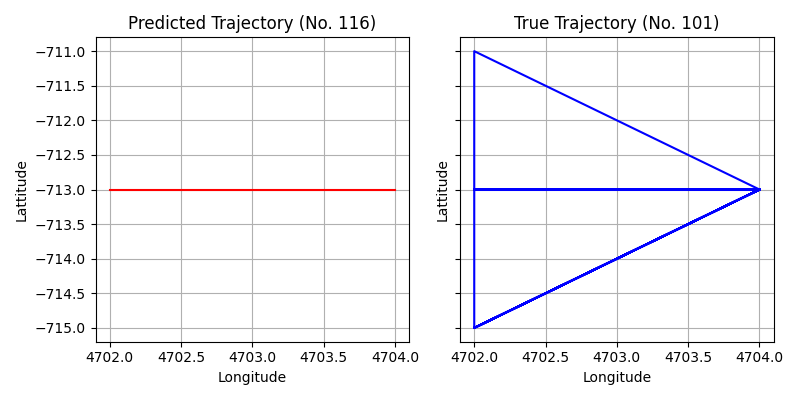 Predicted Trajectory (No. 116)
True Trajectory (No. 101)
−711.0
−711.5
−712.0
−712.5
−713.0
−713.5
−714.0
−714.5
−715.0
Lattitude
Lattitude
4702.0 4702.5 4703.0 4703.5 4704.0
4702.0 4702.5 4703.0 4703.5 4704.0
Longitude
Longitude